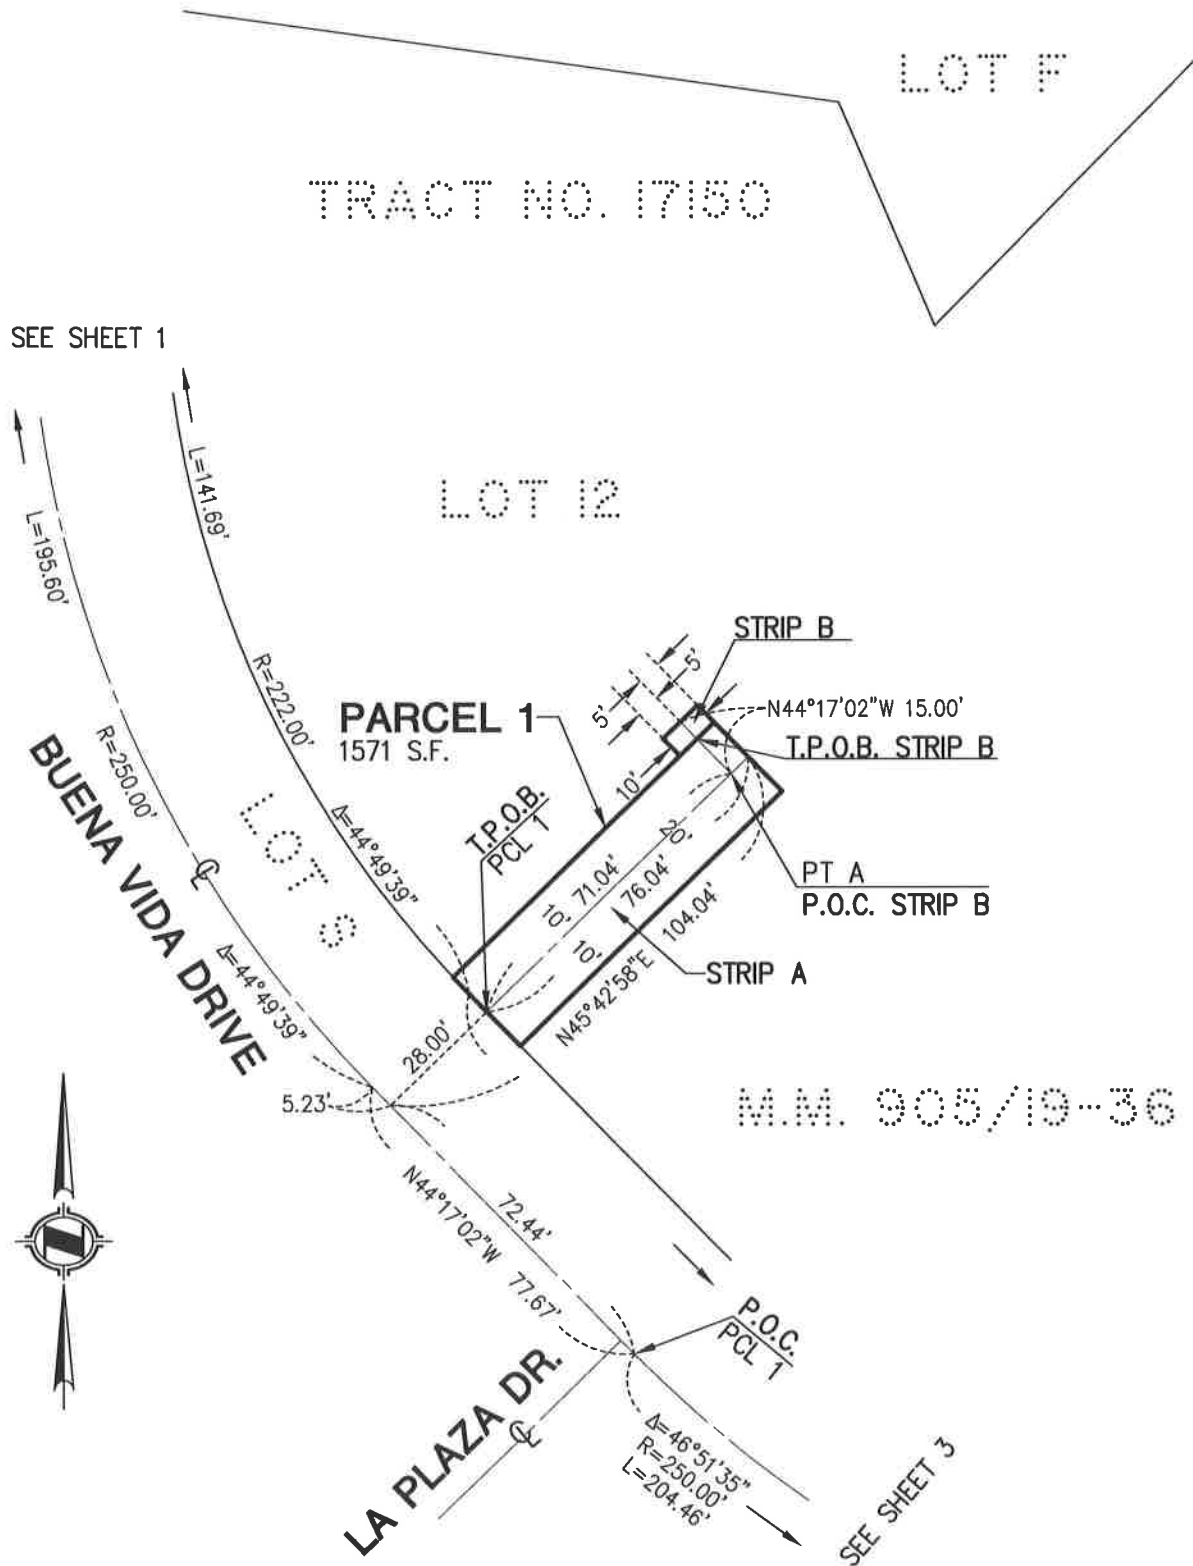 LOT F
TRACT NO. 17150
SEE SHEET 1
L=141.69'
L=195.60'
LOT 12
STRIP B
5'
5'
N44°17'02"W 15.00'
R=222.00'
PARCEL 1
1571 S.F.
T.P.O.B. STRIP B
R=250.00'
10'
BUENA VIDA DRIVE
LOT S
Δ=44°49'39"
T.P.O.B.
PCL 1
20'
PT A
P.O.C. STRIP B
71.04'
76.04'
104.04'
10'
10'
STRIP A
N45°42'58"E
Δ=44°49'39"
28.00'
5.23'
M.M. 905/19-36
N44°17'02"W 77.67'
72.44'
P.O.C.
PCL 1
LA PLAZA DR.
Δ=46°51'35"
R=250.00'
L=204.46'
SEE SHEET 3